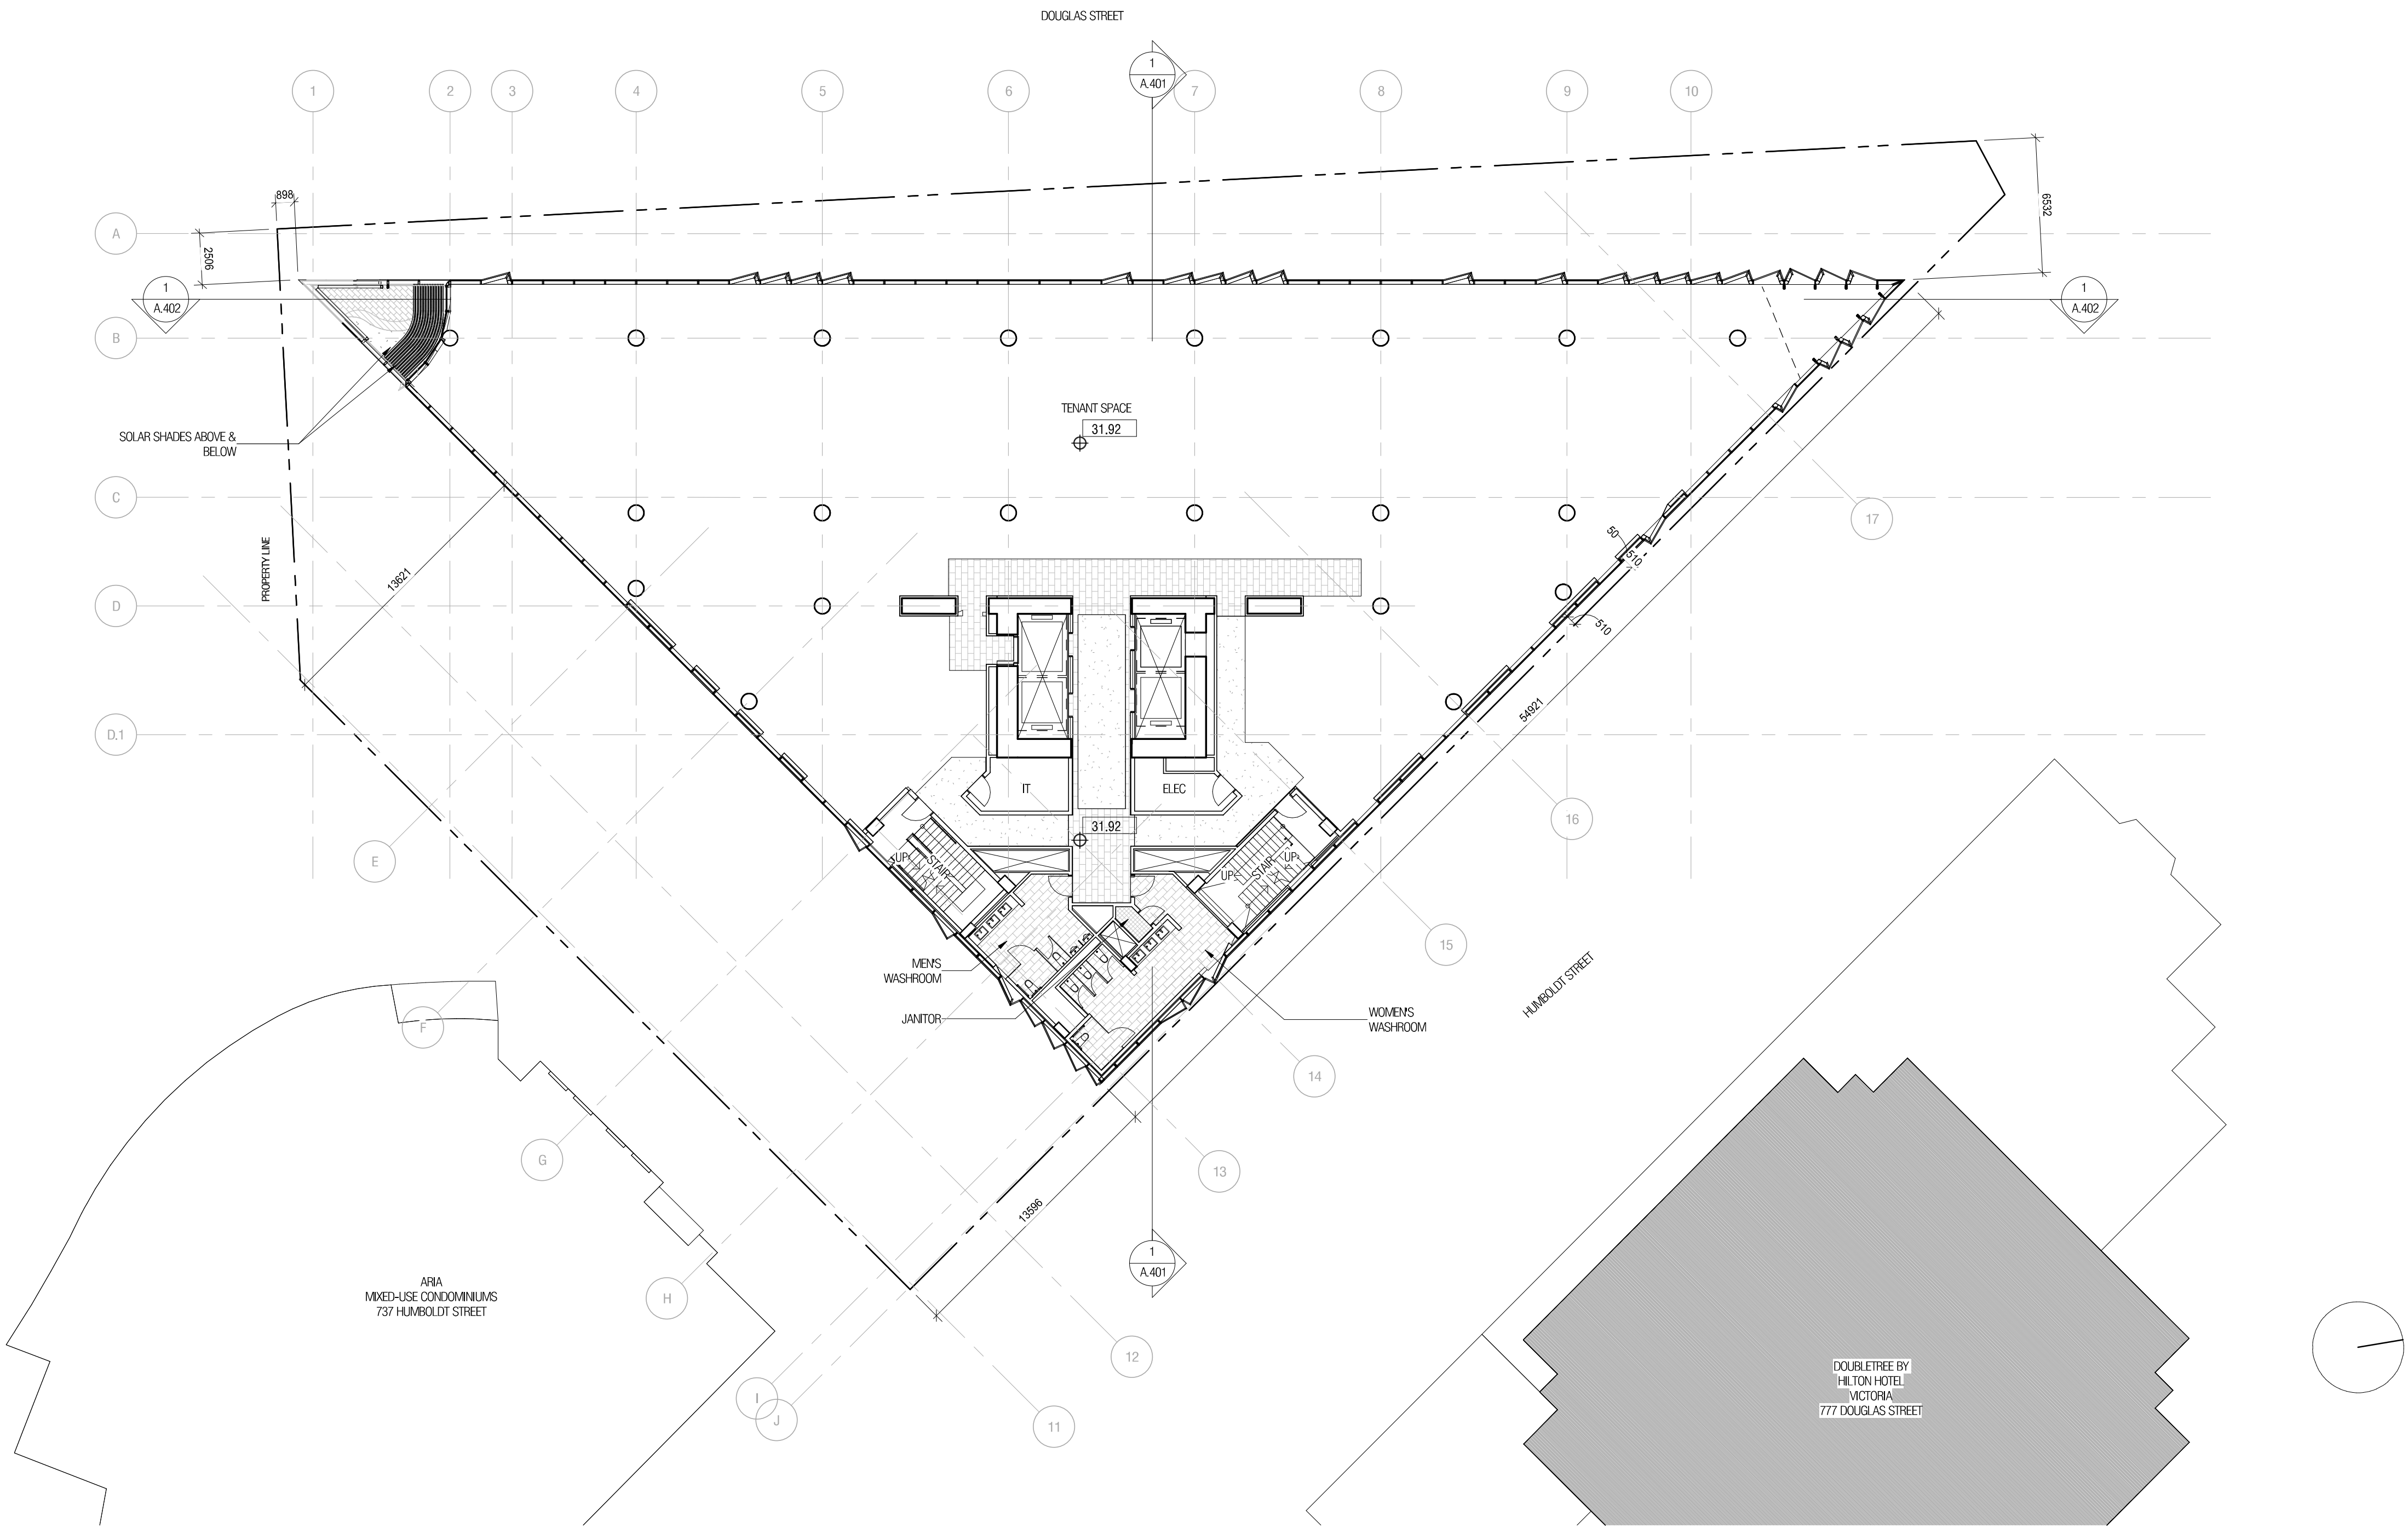 DOUGLAS STREET
1
A.401
1
2
3
4
5
6
7
8
9
10
898
6532
A
2506
1
A.402
1
A.402
B
TENANT SPACE
31.92
SOLAR SHADES ABOVE &
BELOW
C
17
50
510
PROPERTY LINE
13621
D
510
54921
D.1
IT
ELEC
16
31.92
E
UP
STAIR
UP
STAIR
UP
15
MEN'S
WASHROOM
HUMBOLDT STREET
JANITOR
WOMEN'S
WASHROOM
F
14
G
13
13596
1
A.401
ARIA
MIXED-USE CONDOMINIUMS
737 HUMBOLDT STREET
H
12
DOUBLETREE BY
HILTON HOTEL
VICTORIA
777 DOUGLAS STREET
I
J
11